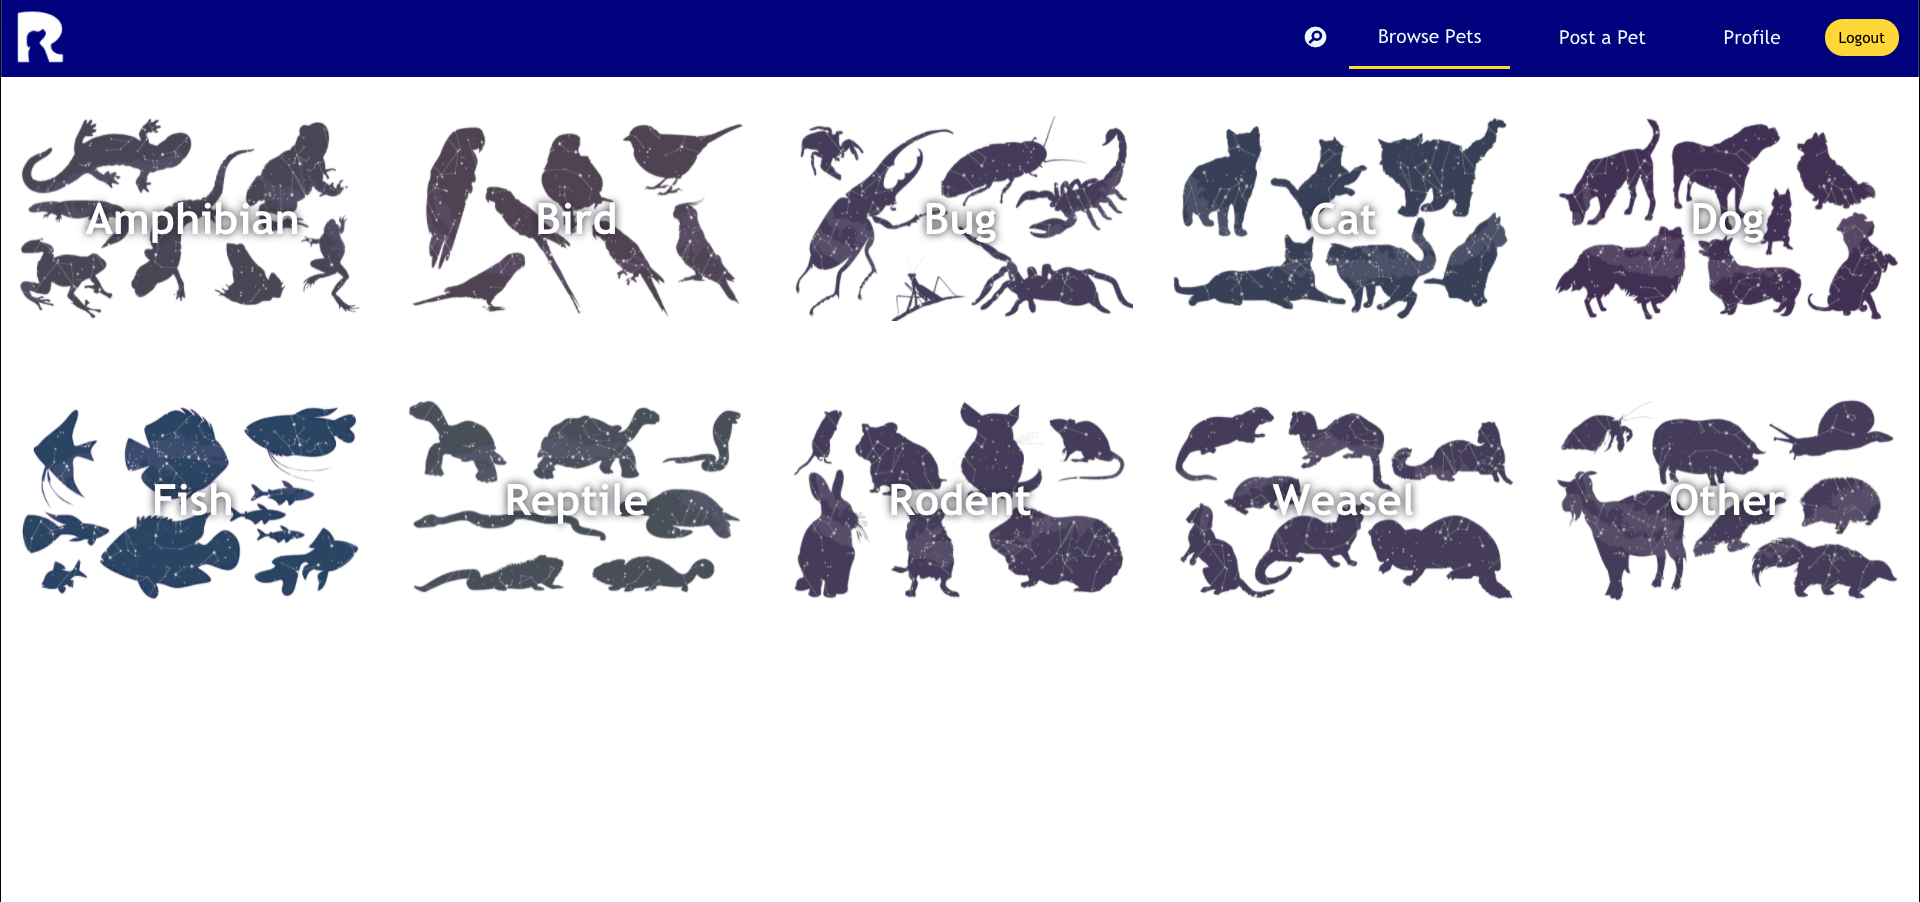 R
Browse Pets
Post a Pet
Profile
Logout
Amphibian
Bird
Bug
Cat
Dog
Fish
Reptile
Rodent
Weasel
Other